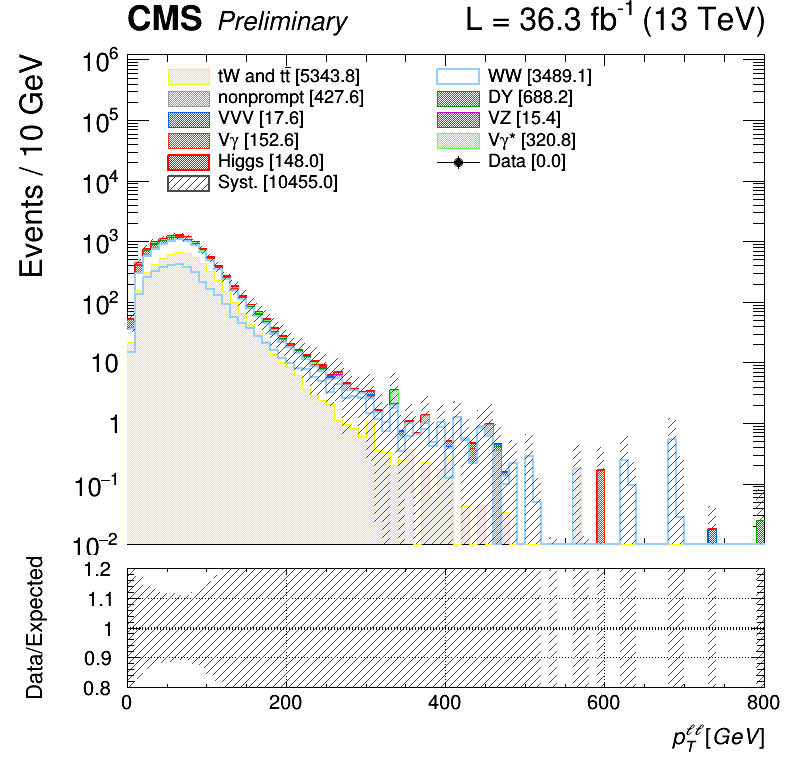 CMS Preliminary L = 36.3 fb⁻¹ (13 TeV)
Events / 10 GeV
10⁶
10⁵
10⁴
10³
10²
10
1
10⁻¹
10⁻²
tW and tt̄ [5343.8]
nonprompt [427.6]
VVV [17.6]
Vγ [152.6]
Higgs [148.0]
Syst. [10455.0]
WW [3489.1]
DY [688.2]
VZ [15.4]
Vγ* [320.8]
Data [0.0]
Data/Expected
1.2
1.1
1
0.9
0.8
0 200 400 600 800
p_T^ℓℓ [GeV]